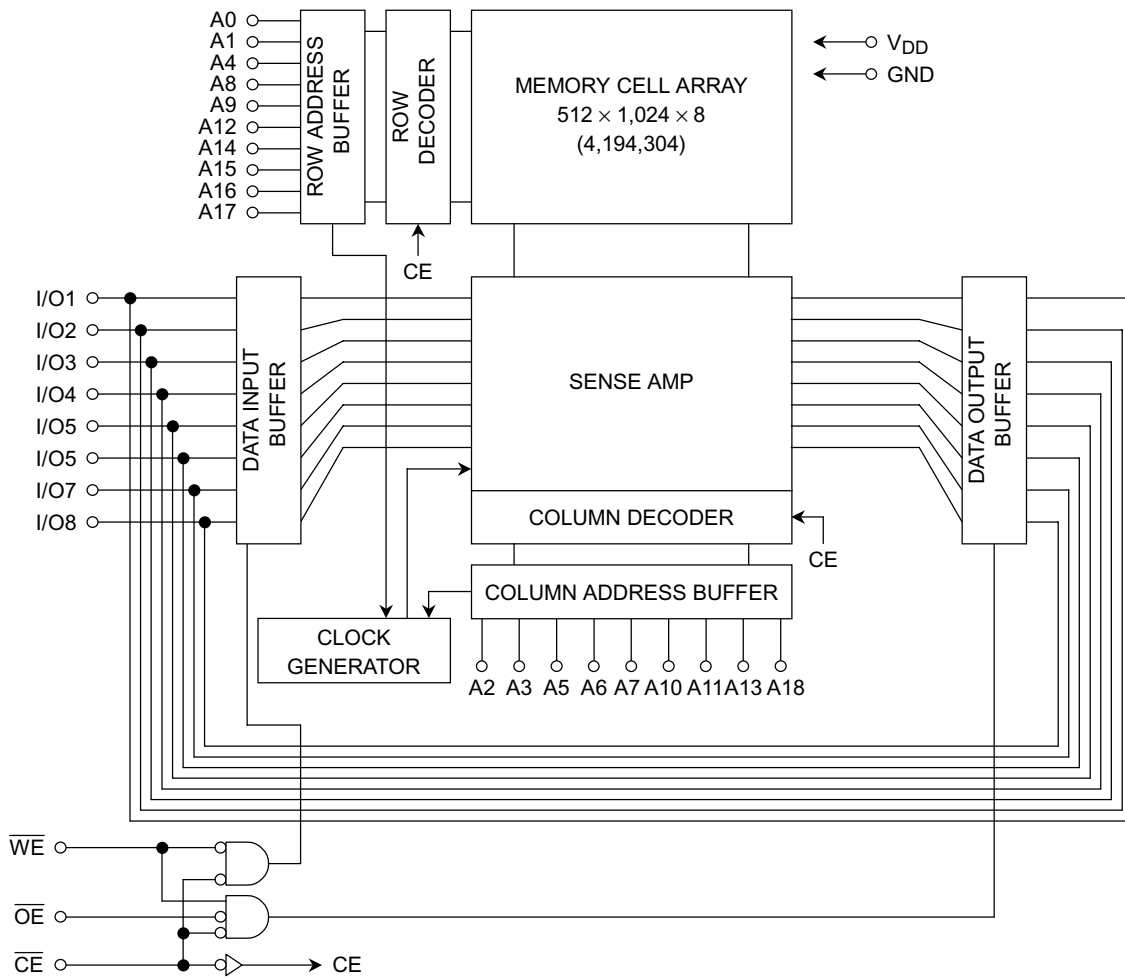 A0
A1
A4
A8
A9
A12
A14
A15
A16
A17
ROW ADDRESS
BUFFER
ROW
DECODER
CE
MEMORY CELL ARRAY
512 × 1,024 × 8
(4,194,304)
VDD
GND
I/O1
I/O2
I/O3
I/O4
I/O5
I/O5
I/O7
I/O8
DATA INPUT
BUFFER
SENSE AMP
DATA OUTPUT
BUFFER
COLUMN DECODER
CE
COLUMN ADDRESS BUFFER
CLOCK
GENERATOR
A2 A3 A5 A6 A7 A10 A11 A13 A18
W̅E̅
O̅E̅
C̅E̅
CE